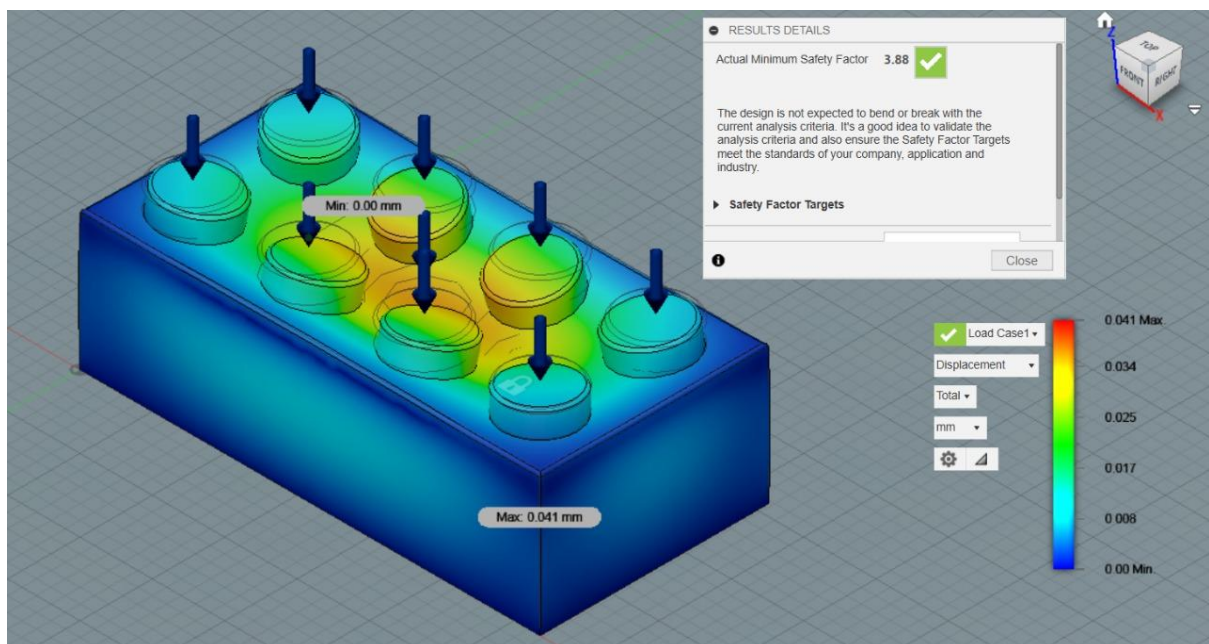 RESULTS DETAILS
Actual Minimum Safety Factor 3.88
The design is not expected to bend or break with the
current analysis criteria. It's a good idea to validate the
analysis criteria and also ensure the Safety Factor Targets
meet the standards of your company, application and
industry.
Safety Factor Targets
Close
Z
TOP
FRONT
RIGHT
X
Min: 0.00 mm
Max: 0.041 mm
Load Case1
Displacement
Total
mm
0.041 Max.
0.034
0.025
0.017
0.008
0.00 Min.